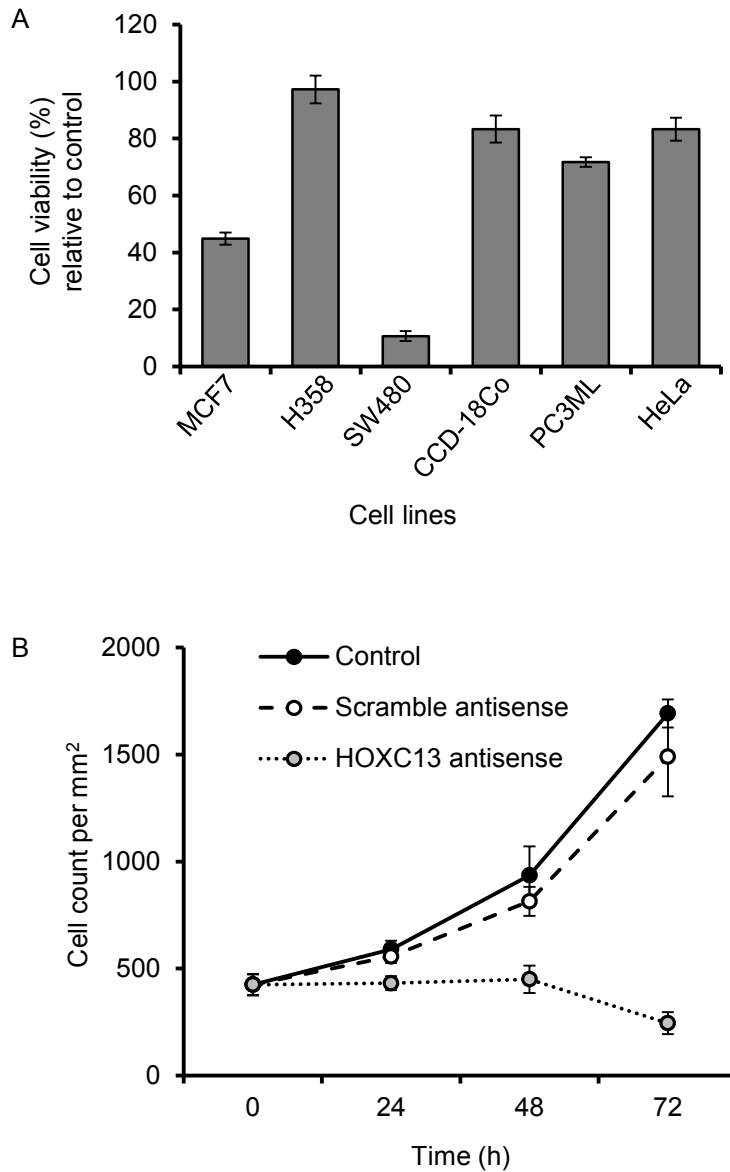 A
Cell viability (%)
relative to control
120
100
80
60
40
20
0
MCF7
H358
SW480
CCD-18Co
PC3ML
HeLa
Cell lines
B
Cell count per mm²
2000
1500
1000
500
0
Control
Scramble antisense
HOXC13 antisense
0 24 48 72
Time (h)